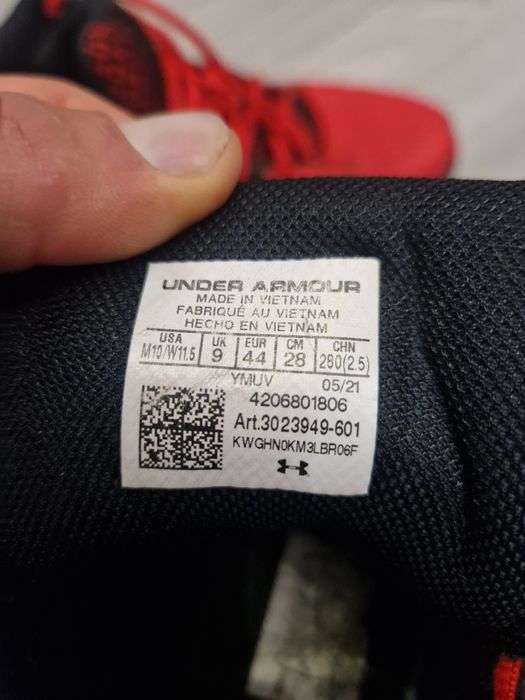 UNDER ARMOUR
MADE IN VIETNAM
FABRIQUÉ AU VIETNAM
HECHO EN VIETNAM
USA UK EUR CM CHN
M10/W11.5 9 44 28 280(2.5)
YMUV 05/21
4206801806
Art.3023949-601
KWGHN0KM3LBR06F